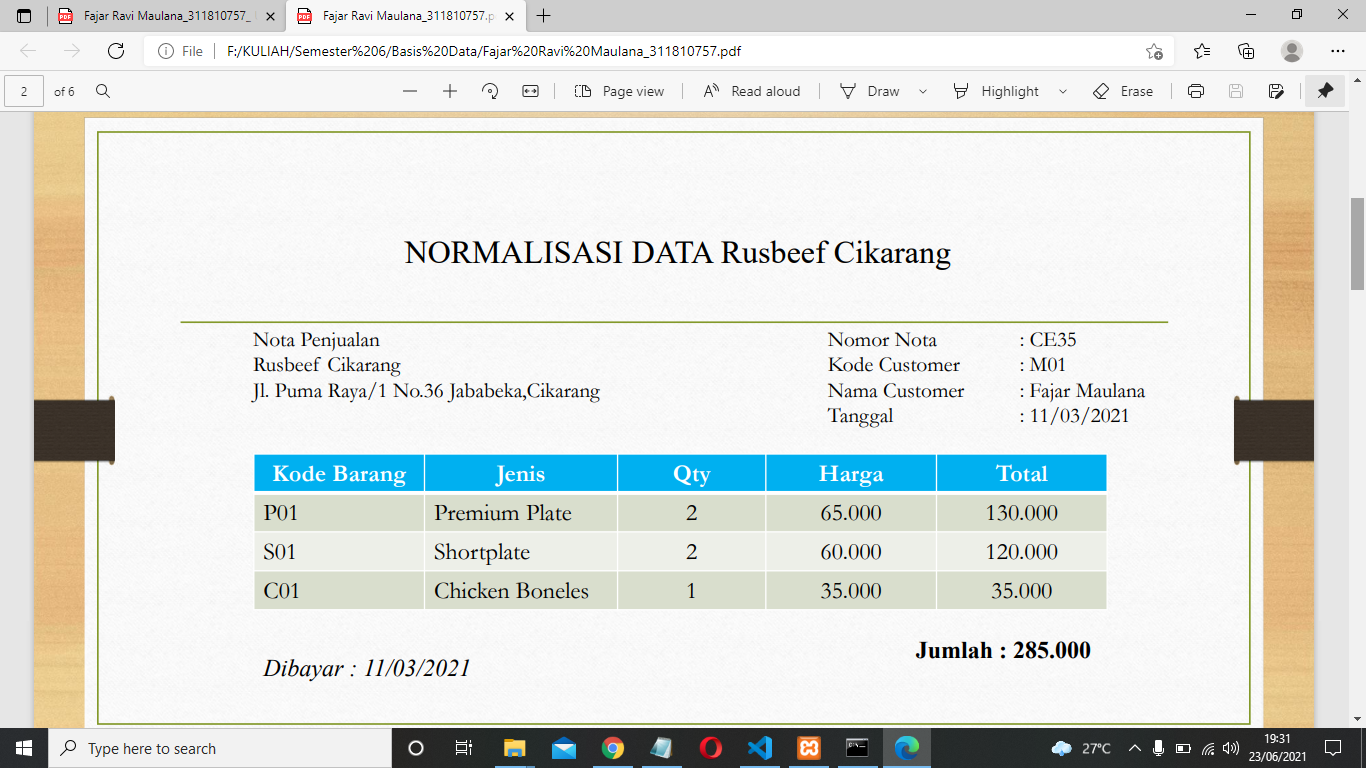 Fajar Ravi Maulana_311810757_
Fajar Ravi Maulana_311810757.p
File
F:/KULIAH/Semester%206/Basis%20Data/Fajar%20Ravi%20Maulana_311810757.pdf
2 of 6
Page view
Read aloud
Draw
Highlight
Erase
NORMALISASI DATA Rusbeef Cikarang
Nota Penjualan
Rusbeef Cikarang
Jl. Puma Raya/1 No.36 Jababeka,Cikarang
Nomor Nota : CE35
Kode Customer : M01
Nama Customer : Fajar Maulana
Tanggal : 11/03/2021
Kode Barang Jenis Qty Harga Total
P01 Premium Plate 2 65.000 130.000
S01 Shortplate 2 60.000 120.000
C01 Chicken Boneles 1 35.000 35.000
Jumlah : 285.000
Dibayar : 11/03/2021
Type here to search
27°C
19:31
23/06/2021